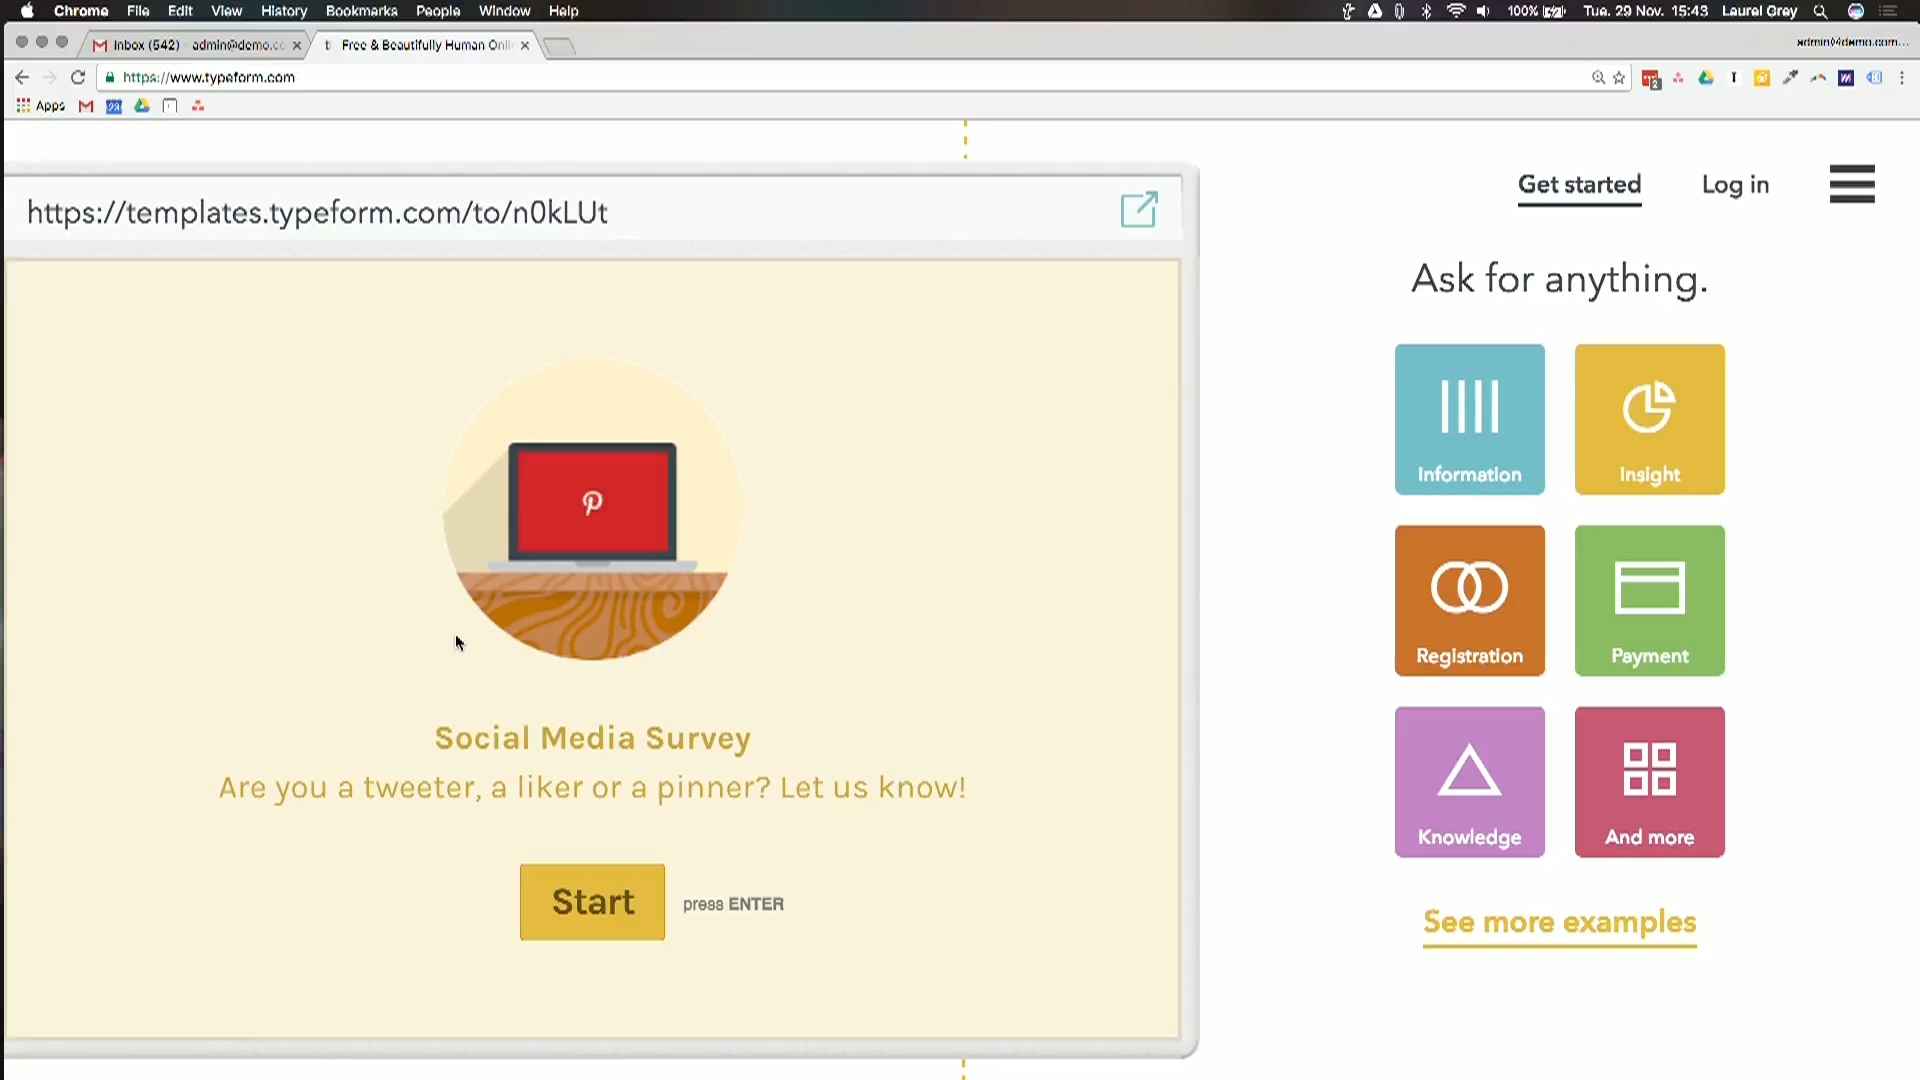 Chrome File Edit View History Bookmarks People Window Help
100% Tue. 29 Nov. 15:43 Laurel Grey
Inbox (542) admin@demo.co
Free & Beautifully Human Onli
admin@demo.com...
https://www.typeform.com
Apps
https://templates.typeform.com/to/n0kLUt
Get started
Log in
Ask for anything.
Information
Insight
Registration
Payment
Knowledge
And more
See more examples
Social Media Survey
Are you a tweeter, a liker or a pinner? Let us know!
Start
press ENTER